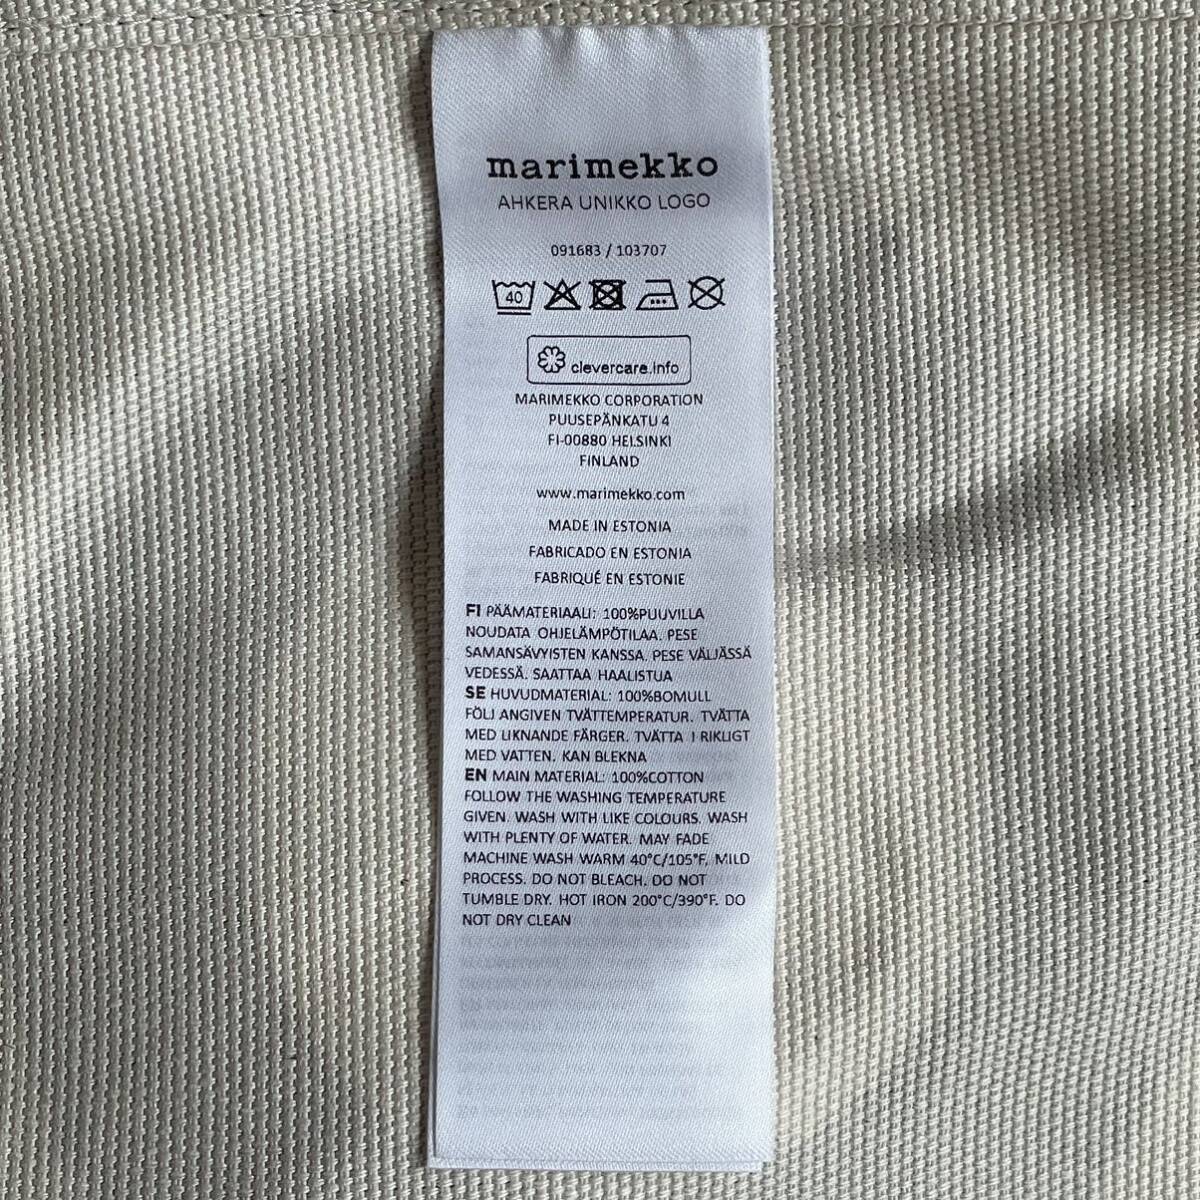 marimekko
AHKERA UNIKKO LOGO
091683 / 103707
40
clevercare.info
MARIMEKKO CORPORATION
PUUSEPÄNKATU 4
FI-00880 HELSINKI
FINLAND
www.marimekko.com
MADE IN ESTONIA
FABRICADO EN ESTONIA
FABRIQUÉ EN ESTONIE
FI PÄÄMATERIAALI: 100%PUUVILLA
NOUDATA OHJELÄMPÖTILAA. PESE
SAMANSÄVYISTEN KANSSA. PESE VÄLJÄSSÄ
VEDESSÄ. SAATTAA HAALISTUA
SE HUVUDMATERIAL: 100%BOMULL
FÖLJ ANGIVEN TVÄTTEMPERATUR. TVÄTTA
MED LIKNANDE FÄRGER. TVÄTTA I RIKLIGT
MED VATTEN. KAN BLEKNA
EN MAIN MATERIAL: 100%COTTON
FOLLOW THE WASHING TEMPERATURE
GIVEN. WASH WITH LIKE COLOURS. WASH
WITH PLENTY OF WATER. MAY FADE
MACHINE WASH WARM 40°C/105°F, MILD
PROCESS. DO NOT BLEACH. DO NOT
TUMBLE DRY. HOT IRON 200°C/390°F. DO
NOT DRY CLEAN